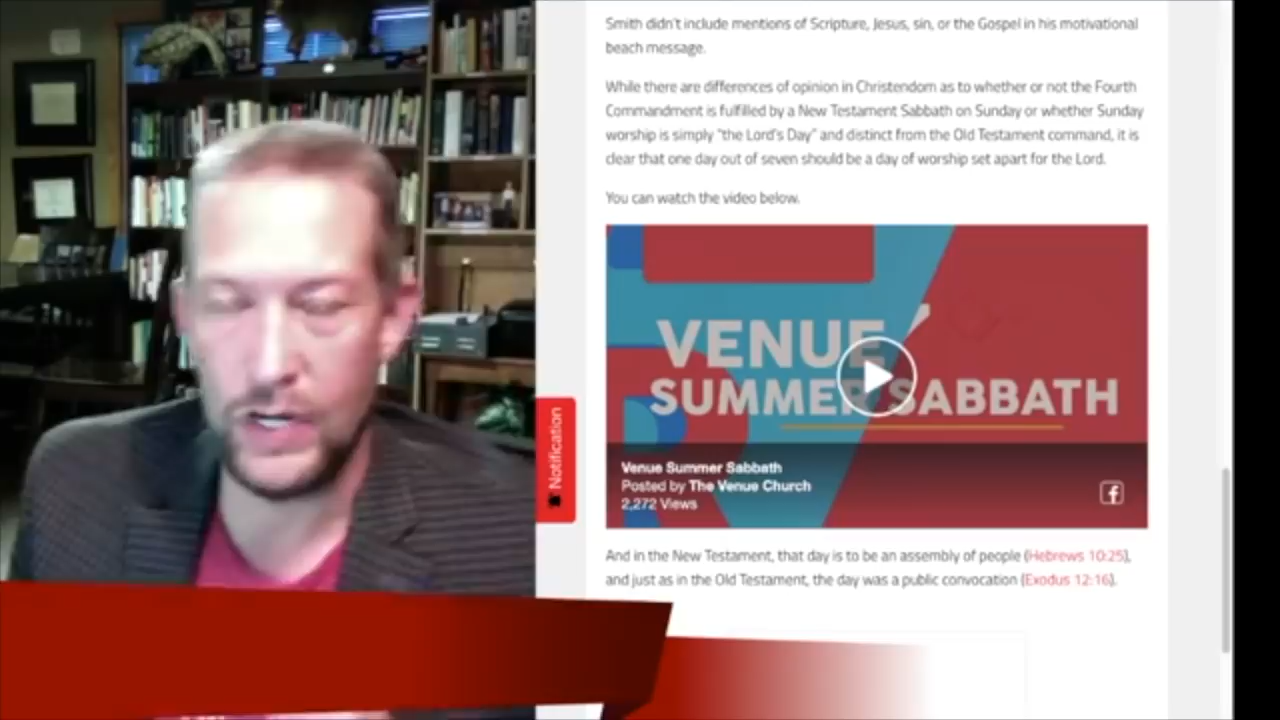 Smith didn't include mentions of Scripture, Jesus, sin, or the Gospel in his motivational
beach message.
While there are differences of opinion in Christendom as to whether or not the Fourth
Commandment is fulfilled by a New Testament Sabbath on Sunday or whether Sunday
worship is simply "the Lord's Day" and distinct from the Old Testament command, it is
clear that one day out of seven should be a day of worship set apart for the Lord.
You can watch the video below.
VENUE
SUMMER SABBATH
Venue Summer Sabbath
Posted by The Venue Church
2,272 Views
Notification
And in the New Testament, that day is to be an assembly of people (Hebrews 10:25),
and just as in the Old Testament, the day was a public convocation (Exodus 12:16).